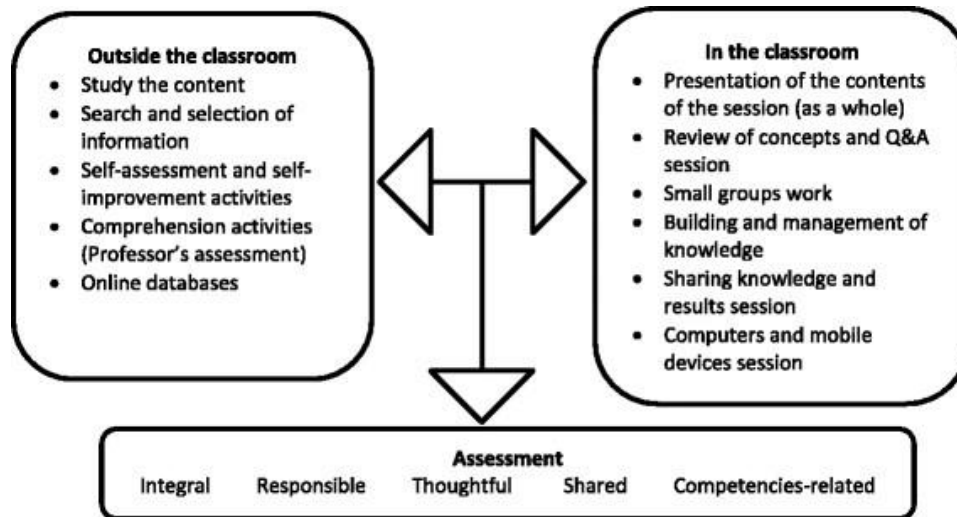 Outside the classroom
• Study the content
• Search and selection of
information
• Self-assessment and self-
improvement activities
• Comprehension activities
(Professor's assessment)
• Online databases
In the classroom
• Presentation of the contents
of the session (as a whole)
• Review of concepts and Q&A
session
• Small groups work
• Building and management of
knowledge
• Sharing knowledge and
results session
• Computers and mobile
devices session
Assessment
Integral Responsible Thoughtful Shared Competencies-related